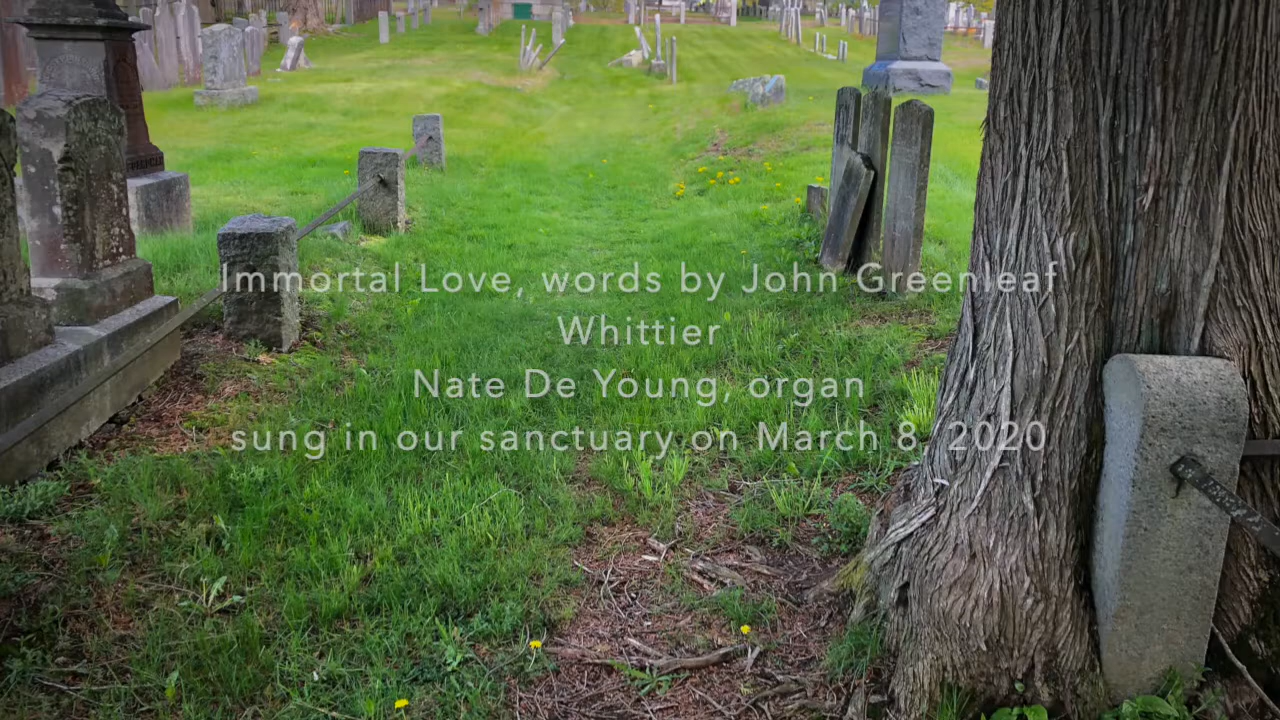 Immortal Love, words by John Greenleaf
Whittier
Nate De Young, organ
sung in our sanctuary on March 8, 2020